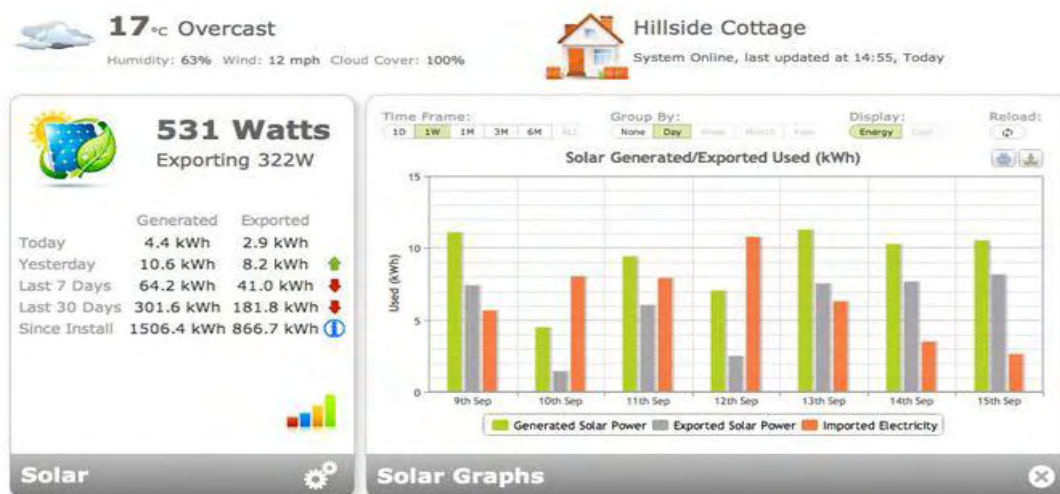 17°C Overcast
Humidity: 63% Wind: 12 mph Cloud Cover: 100%
Hillside Cottage
System Online, last updated at 14:55, Today
531 Watts
Exporting 322W
Generated Exported
Today 4.4 kWh 2.9 kWh
Yesterday 10.6 kWh 8.2 kWh
Last 7 Days 64.2 kWh 41.0 kWh
Last 30 Days 301.6 kWh 181.8 kWh
Since Install 1506.4 kWh 866.7 kWh
Solar
Time Frame: Group By: Display: Reload:
1D 1W 1M 3M 6M ALL None Day Week Month Year Energy Cost
Solar Generated/Exported Used (kWh)
Used (kWh)
15
10
5
0
9th Sep 10th Sep 11th Sep 12th Sep 13th Sep 14th Sep 15th Sep
Generated Solar Power Exported Solar Power Imported Electricity
Solar Graphs